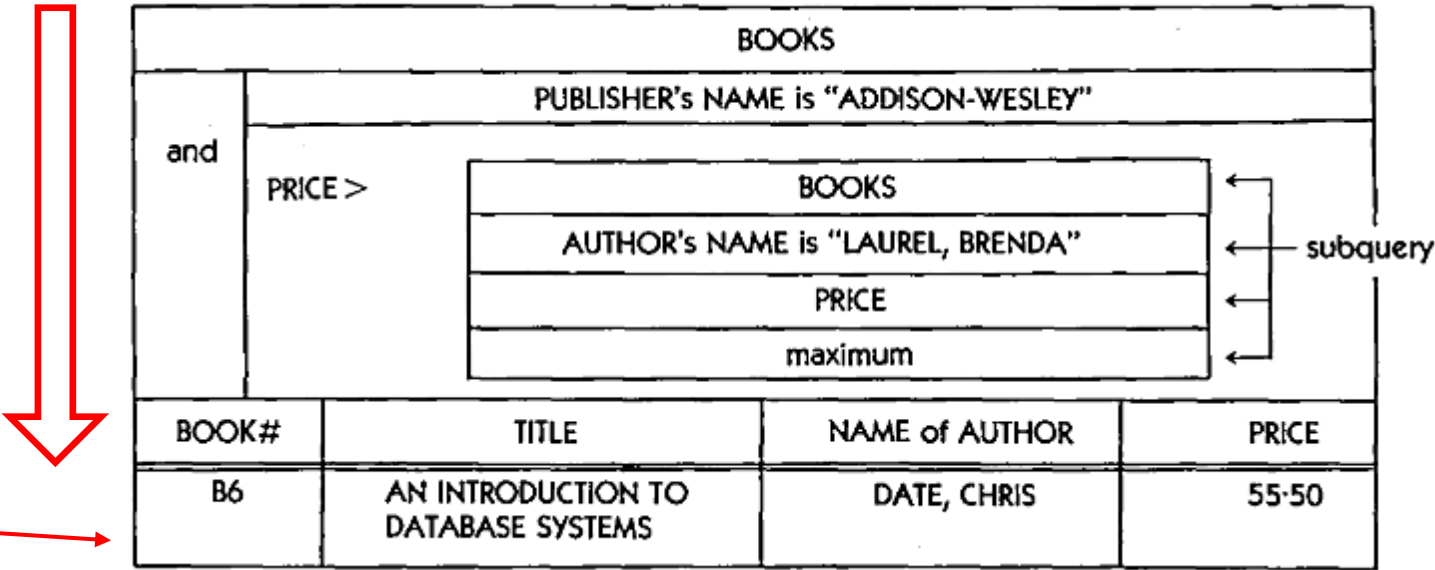 BOOKS
PUBLISHER's NAME is "ADDISON-WESLEY"
and
PRICE >
BOOKS
AUTHOR's NAME is "LAUREL, BRENDA"
subquery
PRICE
maximum
BOOK# TITLE NAME of AUTHOR PRICE
B6 AN INTRODUCTION TO DATE, CHRIS 55·50
DATABASE SYSTEMS